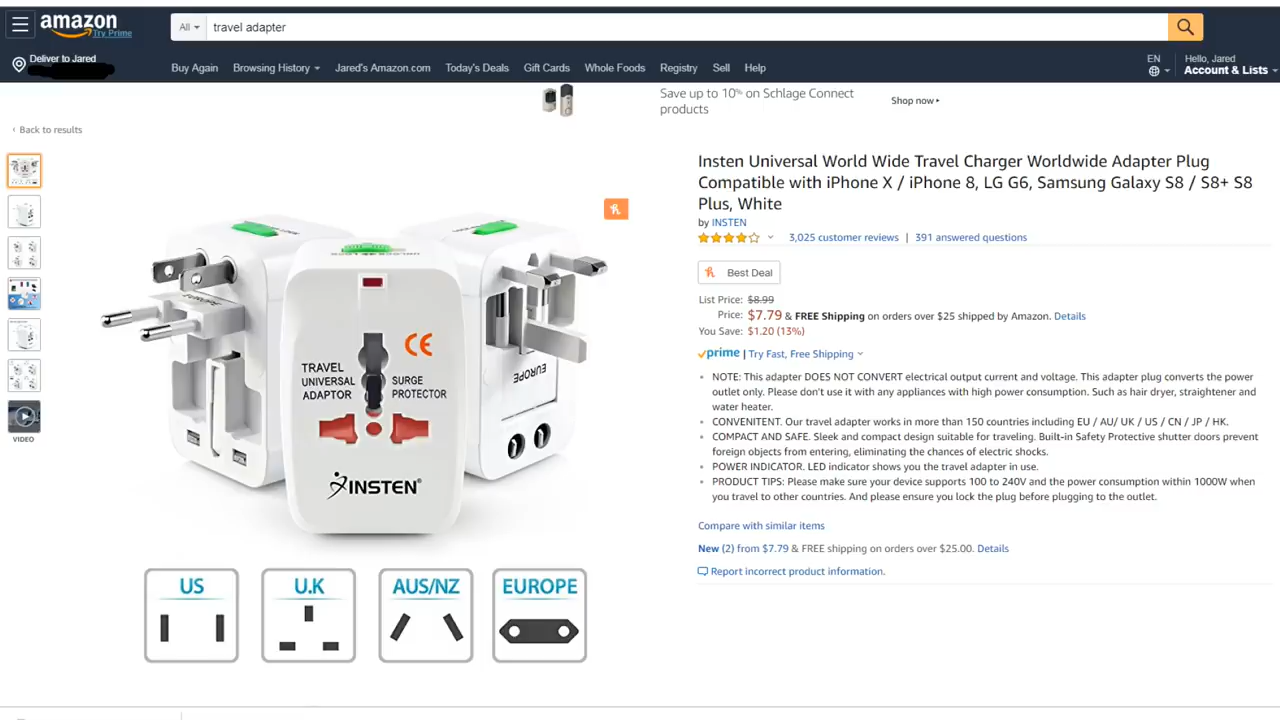 amazon
Try Prime
All
travel adapter
Deliver to Jared
Buy Again
Browsing History
Jared's Amazon.com
Today's Deals
Gift Cards
Whole Foods
Registry
Sell
Help
EN
Hello, Jared
Account & Lists
Save up to 10% on Schlage Connect
products
Shop now
‹ Back to results
VIDEO
EUROPE
TRAVEL
UNIVERSAL
ADAPTOR
SURGE
PROTECTOR
CE
INSTEN®
EUROPE
US
U.K
AUS/NZ
EUROPE
Insten Universal World Wide Travel Charger Worldwide Adapter Plug
Compatible with iPhone X / iPhone 8, LG G6, Samsung Galaxy S8 / S8+ S8
Plus, White
by INSTEN
3,025 customer reviews | 391 answered questions
Best Deal
List Price: $8.99
Price: $7.79 & FREE Shipping on orders over $25 shipped by Amazon. Details
You Save: $1.20 (13%)
prime | Try Fast, Free Shipping
• NOTE: This adapter DOES NOT CONVERT electrical output current and voltage. This adapter plug converts the power
outlet only. Please don't use it with any appliances with high power consumption. Such as hair dryer, straightener and
water heater.
• CONVENITENT. Our travel adapter works in more than 150 countries including EU / AU/ UK / US / CN / JP / HK.
• COMPACT AND SAFE. Sleek and compact design suitable for traveling. Built-in Safety Protective shutter doors prevent
foreign objects from entering, eliminating the chances of electric shocks.
• POWER INDICATOR. LED indicator shows you the travel adapter in use.
• PRODUCT TIPS: Please make sure your device supports 100 to 240V and the power consumption within 1000W when
you travel to other countries. And please ensure you lock the plug before plugging to the outlet.
Compare with similar items
New (2) from $7.79 & FREE shipping on orders over $25.00. Details
Report incorrect product information.